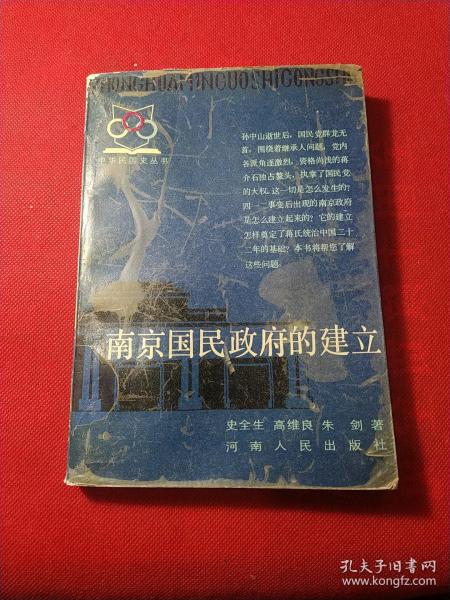 ZHONGHUAMINGUOSHICONGSHU
中华民国史丛书
孙中山逝世后，国民党群龙无
首，围绕着继承人问题，党内
各派角逐激烈，资格尚浅的蒋
介石独占鳌头，执掌了国民党
的大权。这一切是怎么发生的？
四一二事变后出现的南京政府
是怎么建立起来的？它的建立
怎样奠定了蒋氏统治中国二十
二年的基础？本书将帮您了解
这些问题。
南京国民政府的建立
史全生 高维良 朱 剑 著
河南人民出版社
孔夫子旧书网
www.kongfz.com